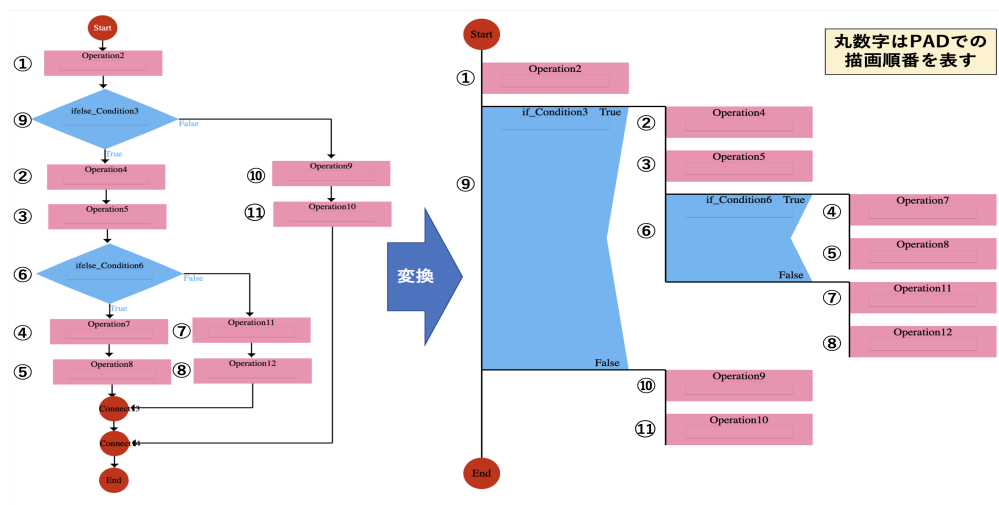 Start
① Operation2
⑨ ifelse_Condition3
False
True
② Operation4
⑩ Operation9
③ Operation5
⑪ Operation10
⑥ ifelse_Condition6
False
True
④ Operation7
⑦ Operation11
⑤ Operation8
⑧ Operation12
End
変換
丸数字はPADでの
描画順番を表す
Start
① Operation2
if_Condition3 True
② Operation4
③ Operation5
⑨
if_Condition6 True
④ Operation7
⑥
⑤ Operation8
False
⑦ Operation11
⑧ Operation12
False
⑩ Operation9
⑪ Operation10
End